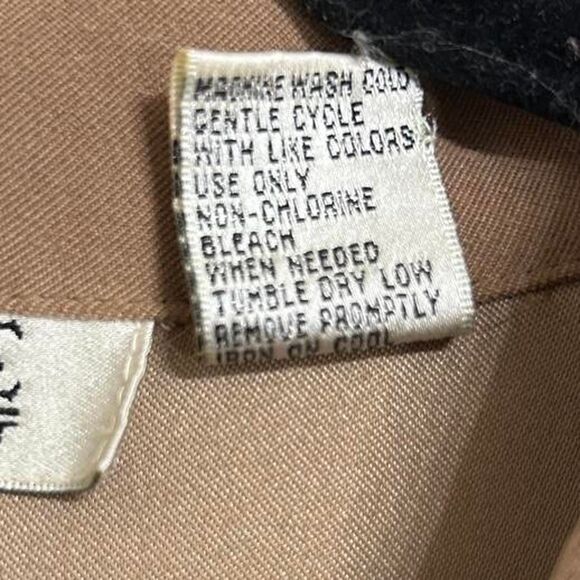 MACHINE WASH COLD
GENTLE CYCLE
WITH LIKE COLORS
USE ONLY
NON-CHLORINE
BLEACH
WHEN NEEDED
TUMBLE DRY LOW
REMOVE PROMPTLY
IRON ON COOL